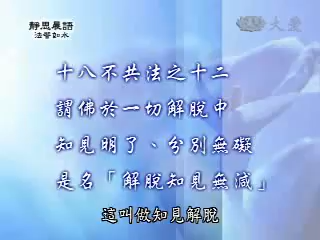 靜思晨語
法譬如水
大愛
十八不共法之十二
謂佛於一切解脫中
知見明了、分別無礙
是名「解脫知見無減」
這叫做知見解脫